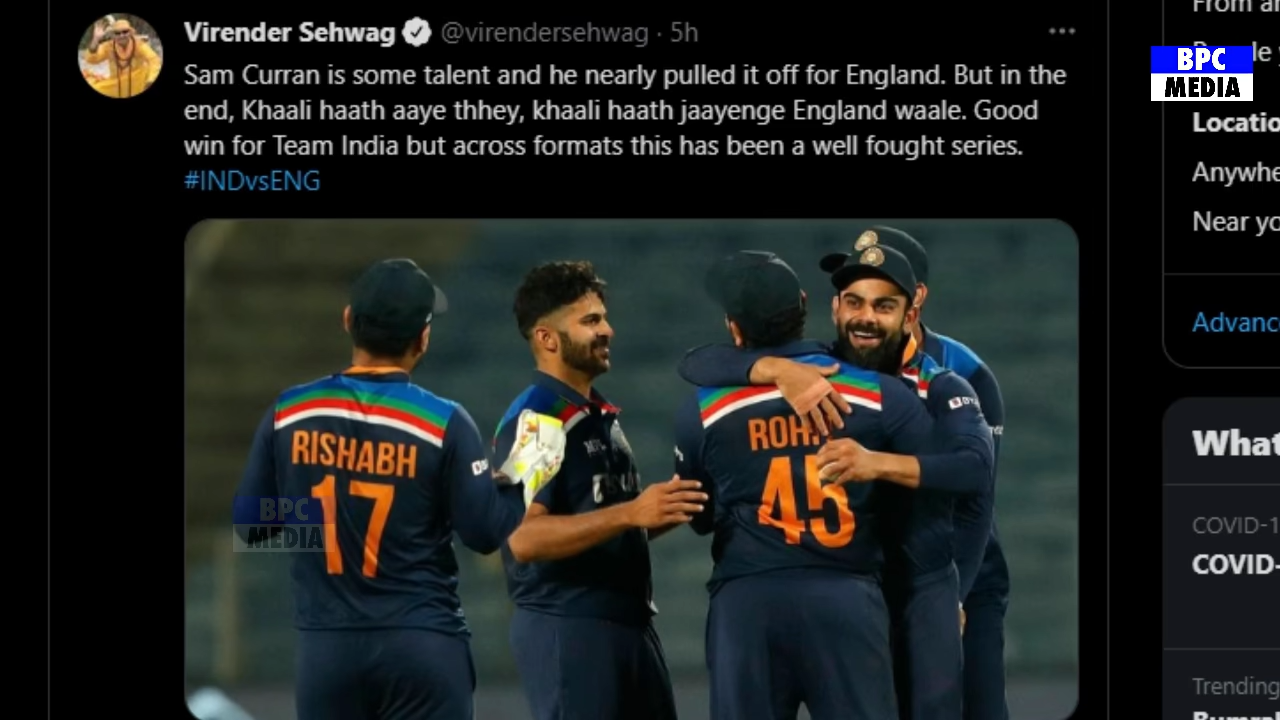 Virender Sehwag @virendersehwag · 5h
Sam Curran is some talent and he nearly pulled it off for England. But in the
end, Khaali haath aaye thhey, khaali haath jaayenge England waale. Good
win for Team India but across formats this has been a well fought series.
#INDvsENG
RISHABH
17
45
BPC
MEDIA
BPC
MEDIA
From
Locatio
Anywhe
Near yo
Advanc
What
COVID-1
COVID-
Trending